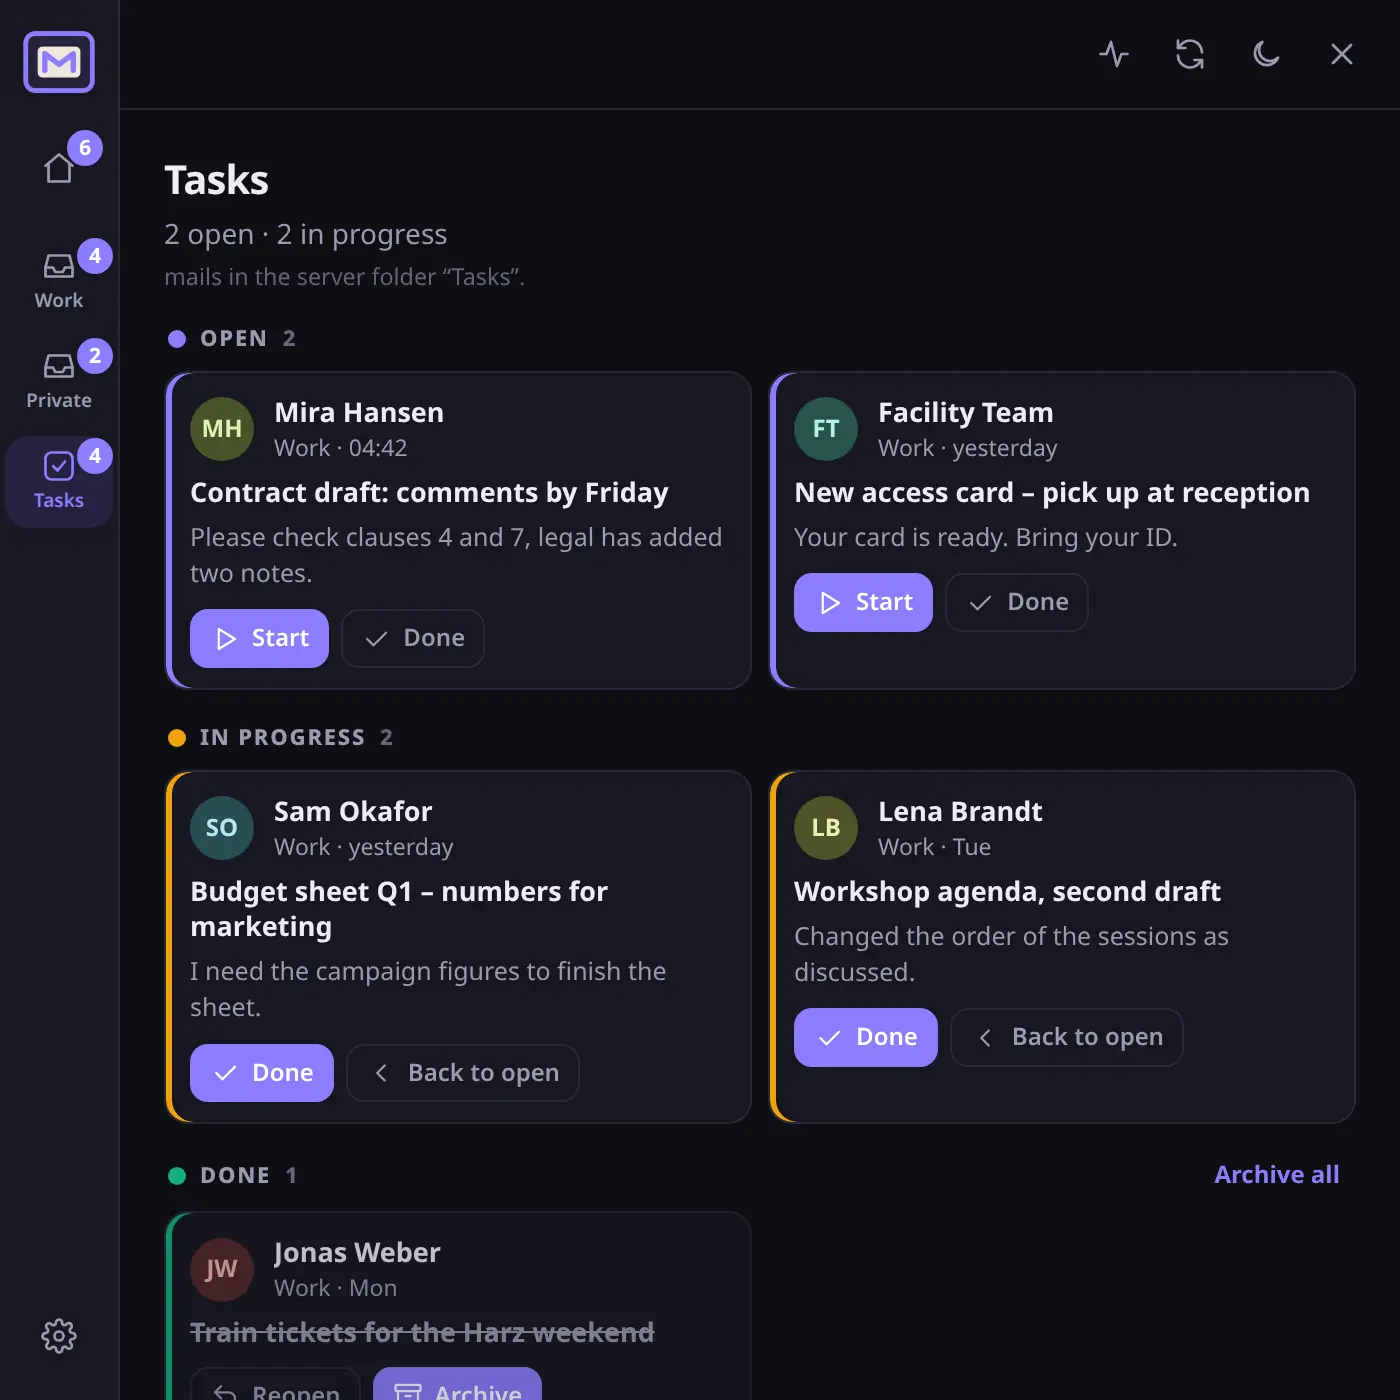 M
6
4
Work
2
Private
4
Tasks
Tasks
2 open · 2 in progress
mails in the server folder “Tasks”.
OPEN 2
MH
Mira Hansen
Work · 04:42
Contract draft: comments by Friday
Please check clauses 4 and 7, legal has added
two notes.
Start
Done
FT
Facility Team
Work · yesterday
New access card – pick up at reception
Your card is ready. Bring your ID.
Start
Done
IN PROGRESS 2
SO
Sam Okafor
Work · yesterday
Budget sheet Q1 – numbers for
marketing
I need the campaign figures to finish the
sheet.
Done
Back to open
LB
Lena Brandt
Work · Tue
Workshop agenda, second draft
Changed the order of the sessions as
discussed.
Done
Back to open
DONE 1
Archive all
JW
Jonas Weber
Work · Mon
Train tickets for the Harz weekend
Reopen
Archive